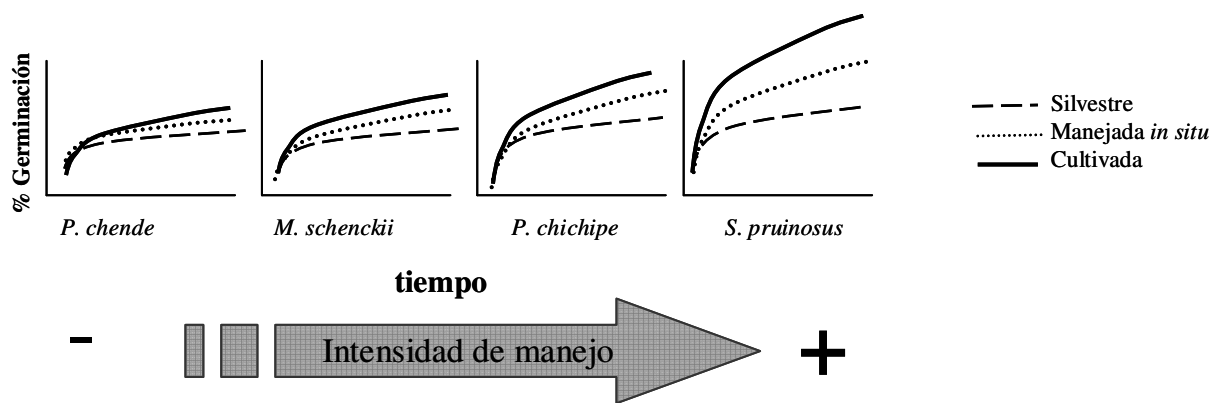 % Germinación
Silvestre
Manejada in situ
Cultivada
P. chende
M. schenckii
P. chichipe
S. pruinosus
tiempo
-
Intensidad de manejo
+